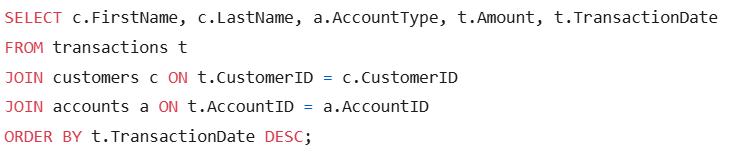 SELECT c.FirstName, c.LastName, a.AccountType, t.Amount, t.TransactionDate
FROM transactions t
JOIN customers c ON t.CustomerID = c.CustomerID
JOIN accounts a ON t.AccountID = a.AccountID
ORDER BY t.TransactionDate DESC;